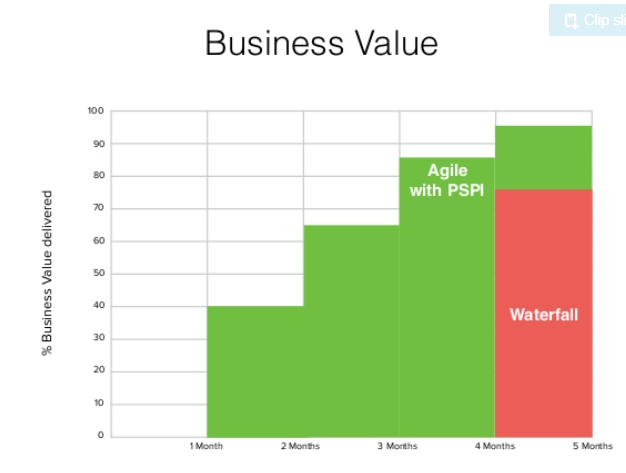 Clip sl
Business Value
% Business Value delivered
100
90
80
70
60
50
40
30
20
10
0
Agile
with PSPI
Waterfall
1 Month
2 Months
3 Months
4 Months
5 Months